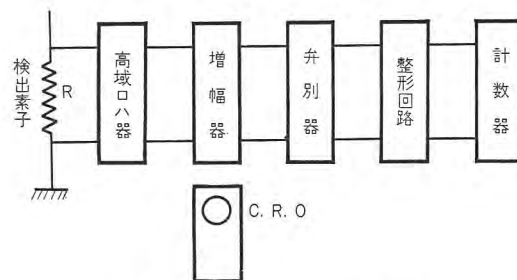 検出素子
R
高域ロハ器
増幅器
弁別器
整形回路
計数器
C. R. O